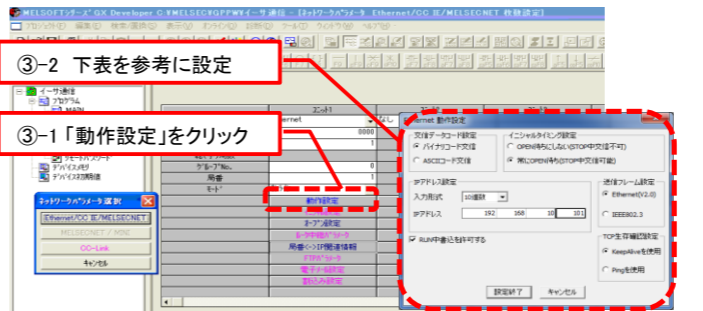 MELSOFTシリーズ GX Developer C:¥MELSEC¥GPPW¥イーサ通信 - [ネットワークパラメータ Ethernet/CC IE/MELSECNET 枚数設定]
③-2 下表を参考に設定
イーサ通信
プログラム
MAIN
③-1「動作設定」をクリック
リモートパスワード
デバイスメモリ
デバイス初期値
ネットワークパラメータ選択
Ethernet/CC IE/MELSECNET
MELSECNET / MINI
CC-Link
キャンセル
ユニット1
なし
0000
1
グループNo.
0
局番
1
モード
動作設定
オープン設定
ルータ中継パラメータ
局番<->IP関連情報
FTPパラメータ
電子メール設定
割込み設定
Ethernet 動作設定
交信データコード設定
バイナリコード交信
ASCIIコード交信
イニシャルタイミング設定
OPEN待ちにしない(STOP中交信不可)
常にOPEN待ち(STOP中交信可能)
IPアドレス設定
入力形式 10進数
IPアドレス 192 168 10 101
送信フレーム設定
Ethernet(V2.0)
IEEE802.3
RUN中書込を許可する
TCP生存確認設定
KeepAliveを使用
Pingを使用
設定終了 キャンセル